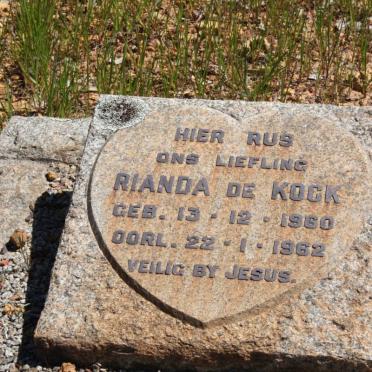 HIER RUS
ONS LIEFLING
RIANDA DE KOCK
GEB. 13 · 12 · 1960
OORL. 22 · 1 · 1962
VEILIG BY JESUS.